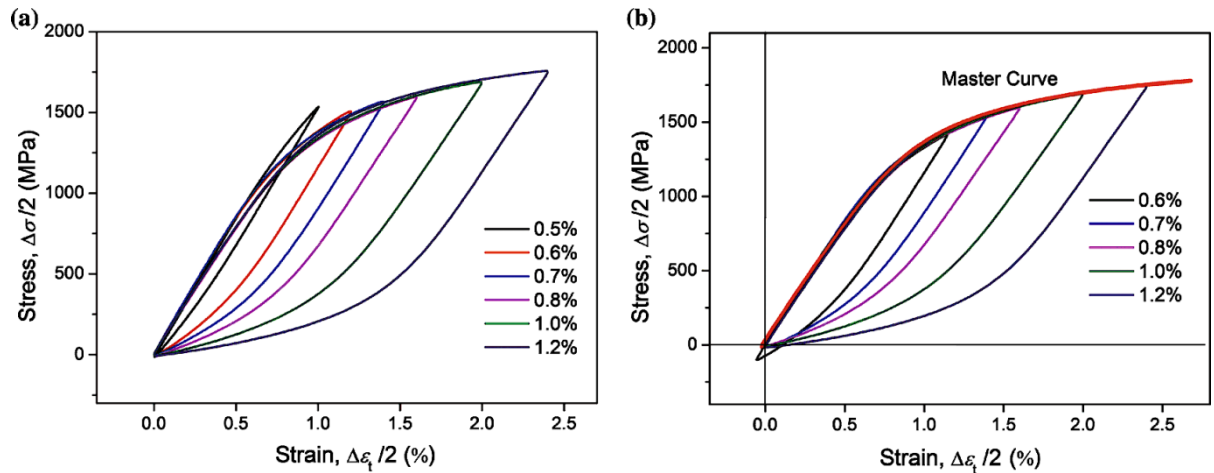 (a)
2000
1500
1000
500
0
Stress, Δσ/2 (MPa)
0.5%
0.6%
0.7%
0.8%
1.0%
1.2%
0.0 0.5 1.0 1.5 2.0 2.5
Strain, Δεt/2 (%)
(b)
2000
1500
1000
500
0
Stress, Δσ/2 (MPa)
Master Curve
0.6%
0.7%
0.8%
1.0%
1.2%
0.0 0.5 1.0 1.5 2.0 2.5
Strain, Δεt/2 (%)